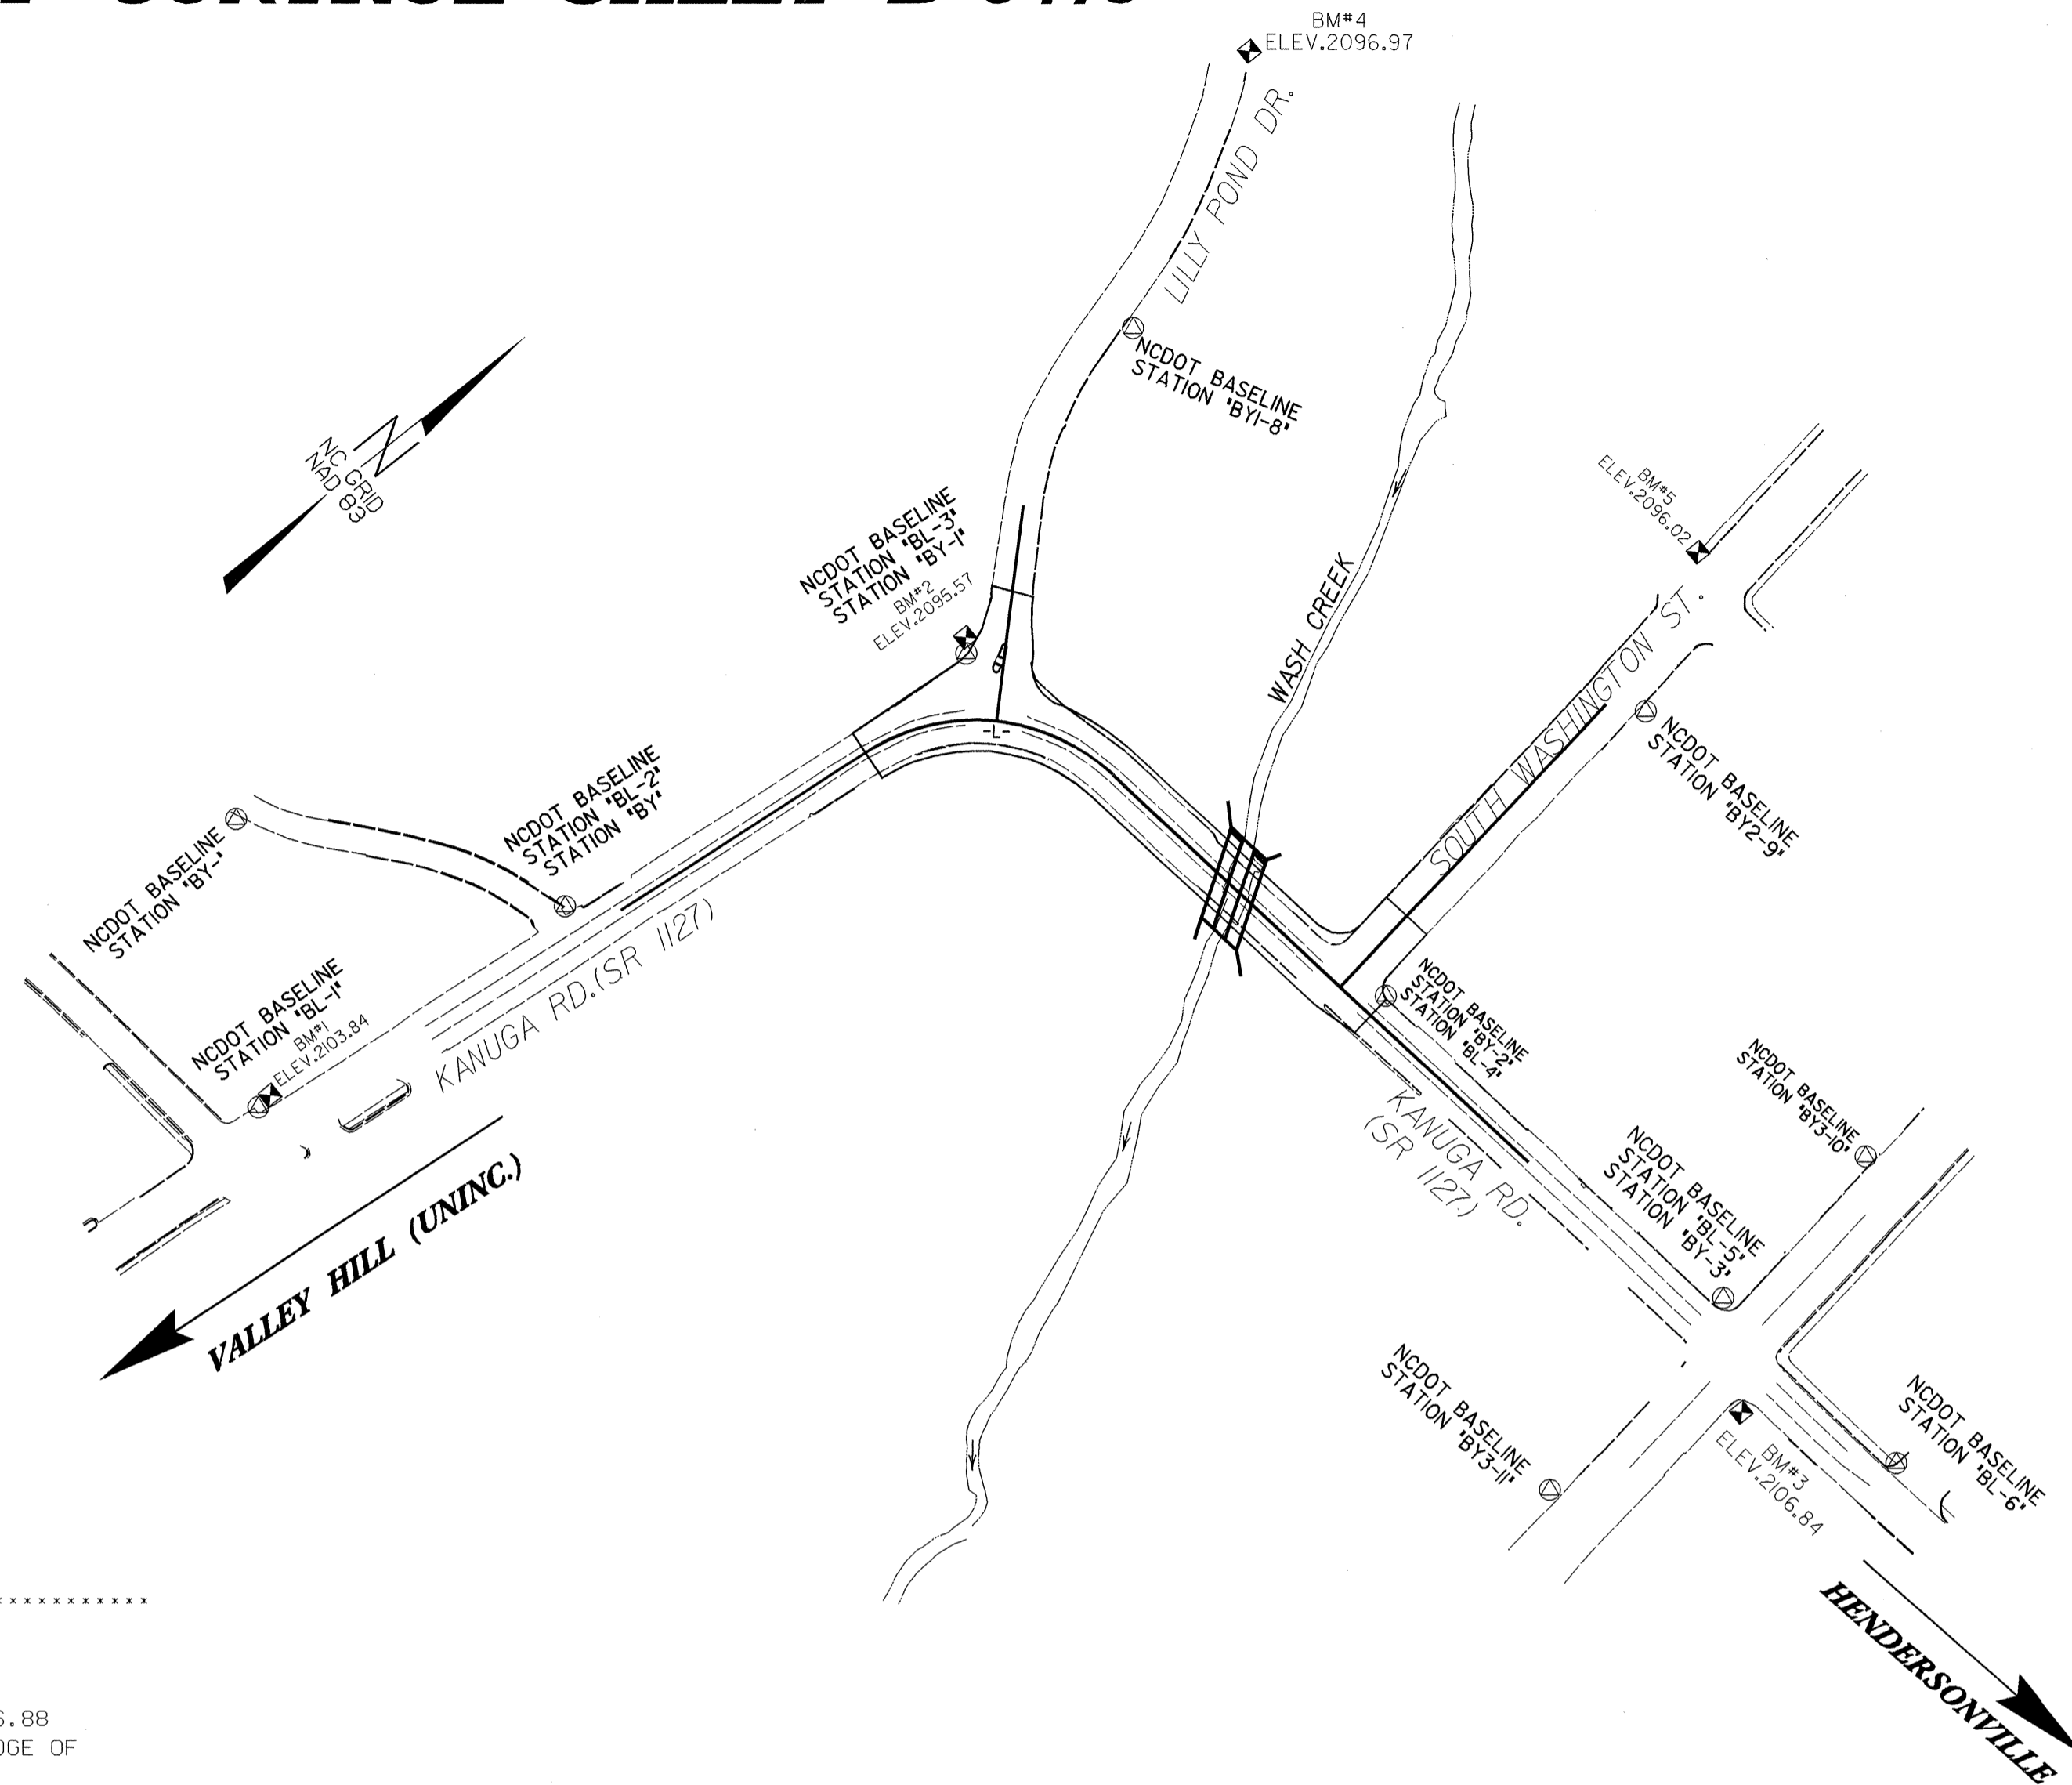 BM#4
ELEV.2096.97
LILLY POND DR.
NCDOT BASELINE
STATION "BY1-8"
NC GRID
NAD 83
BM#5
ELEV.2096.02
NCDOT BASELINE
STATION "BL-3"
STATION "BY-1"
BM#2
ELEV.2095.57
WASH CREEK
SOUTH WASHINGTON ST.
-L-
NCDOT BASELINE
STATION "BY2-9"
NCDOT BASELINE
STATION "BL-2"
STATION "BY"
NCDOT BASELINE
STATION "BY-"
KANUGA RD.(SR 1127)
NCDOT BASELINE
STATION "BL-1"
BM#1
ELEV.2103.84
NCDOT BASELINE
STATION "BY-2"
STATION "BL-4"
KANUGA RD.
(SR 1127)
NCDOT BASELINE
STATION "BY3-10"
NCDOT BASELINE
STATION "BL-5"
STATION "BY-3"
VALLEY HILL (UNINC.)
NCDOT BASELINE
STATION "BY3-11"
NCDOT BASELINE
STATION "BL-6"
BM#3
ELEV.2106.84
HENDERSONVILLE
**********
6.88
OF